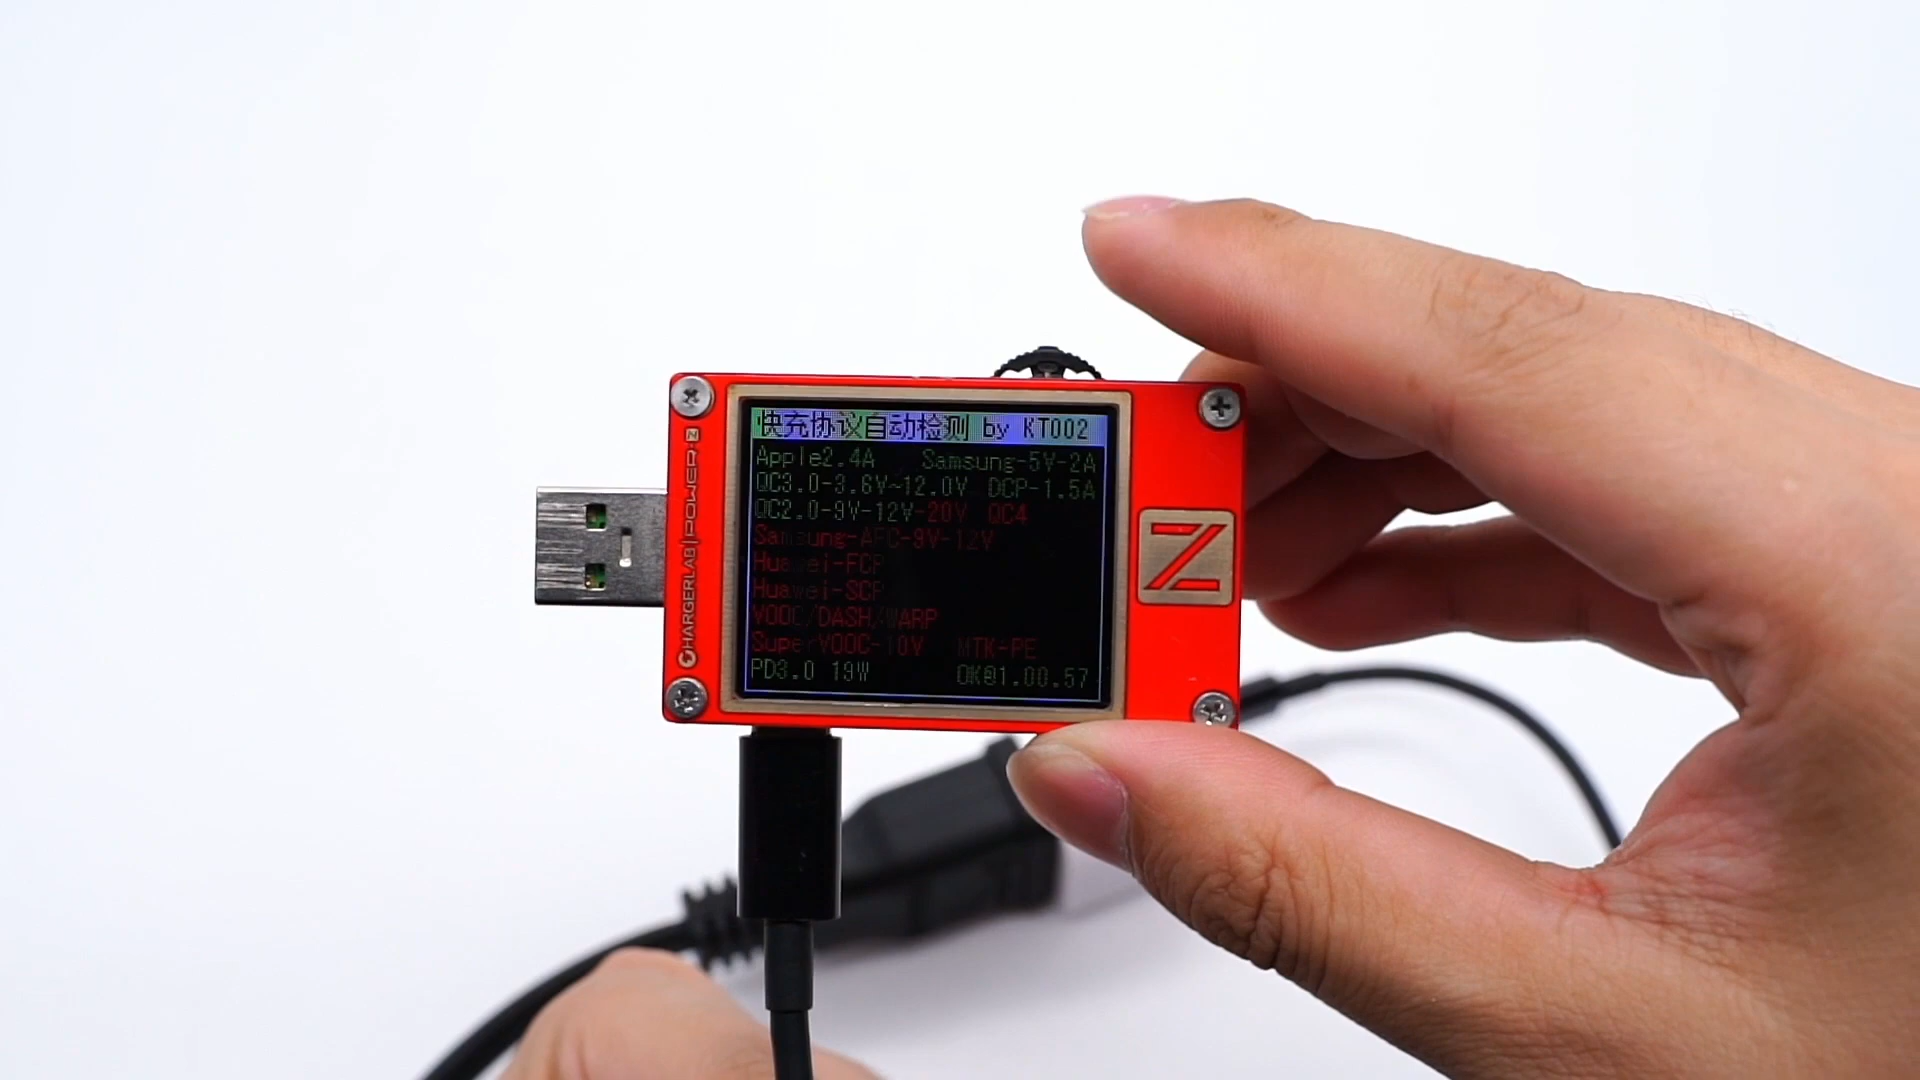 快充协议自动检测 by KT002
Apple2.4A Samsung-5V-2A
QC3.0-3.6V~12.0V DCP-1.5A
QC2.0-9V-12V-20V QC4
Samsung-AFC-9V-12V
Huawei-FCP
Huawei-SCP
VOOC/DASH/WARP
SuperVOOC-10V MTK-PE
PD3.0 19W OK@1.00.57
CHARGERLAB POWER-Z
Z